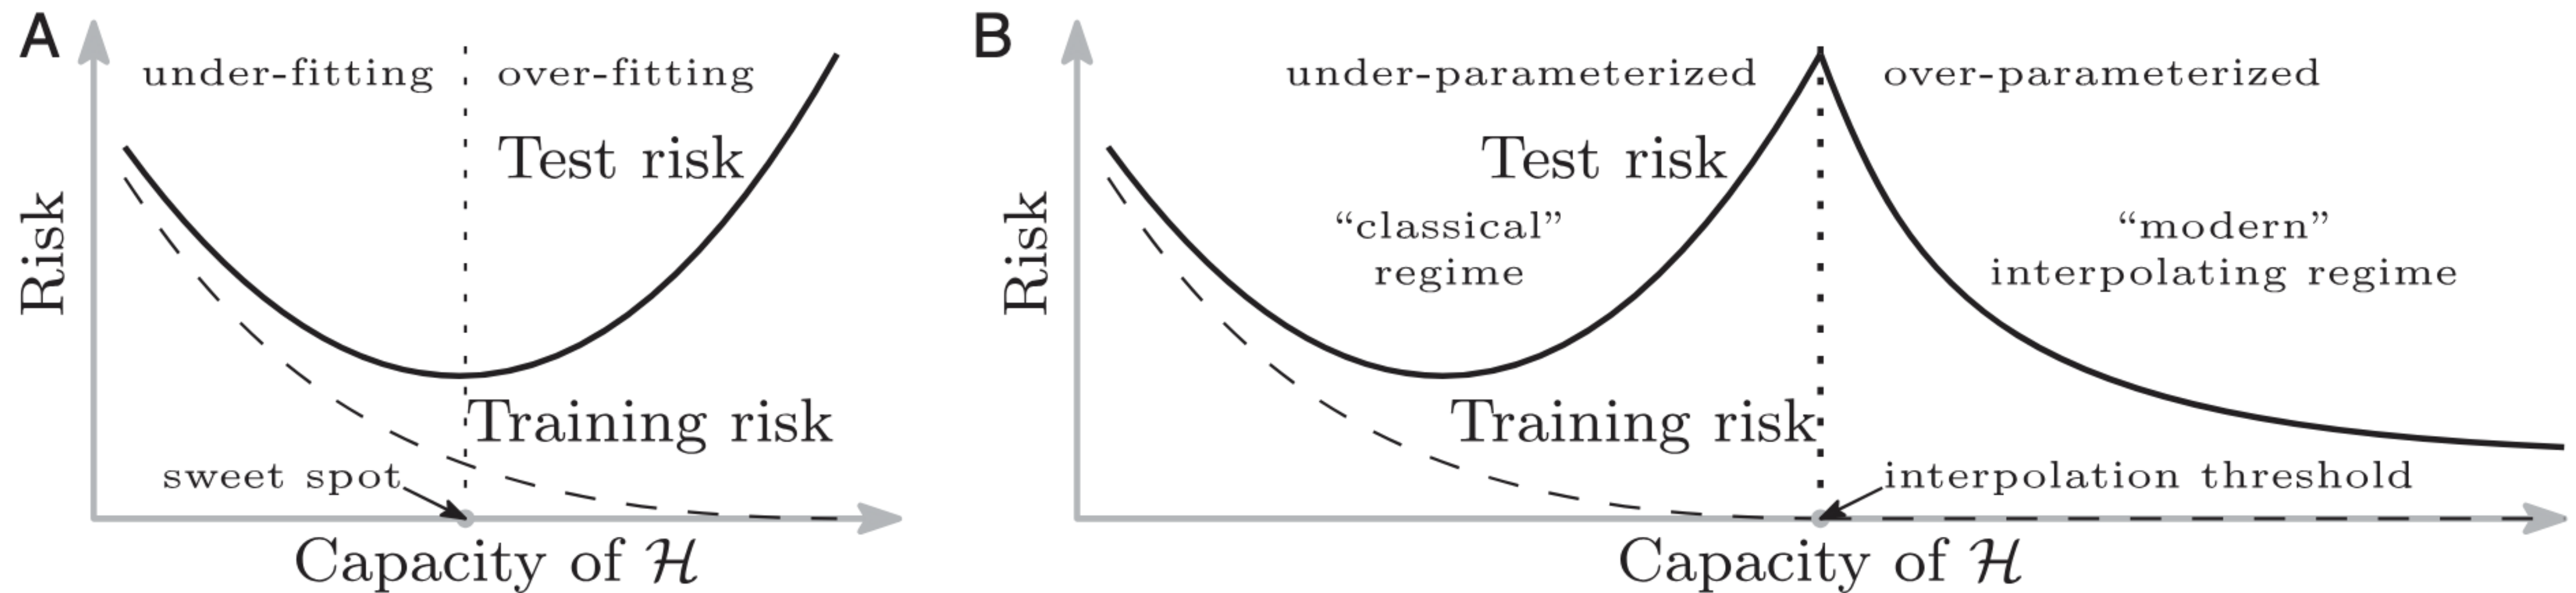 A
under-fitting
over-fitting
Test risk
Risk
Training risk
sweet spot
Capacity of ℋ
B
under-parameterized
over-parameterized
Test risk
“classical”
regime
“modern”
interpolating regime
Risk
Training risk
interpolation threshold
Capacity of ℋ